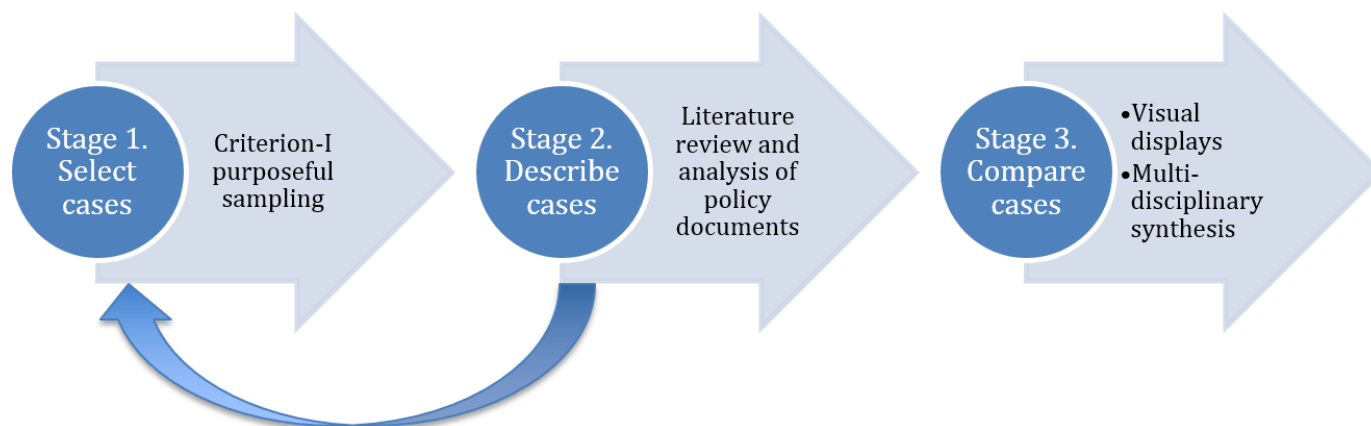 Stage 1.
Select
cases
Criterion-I
purposeful
sampling
Stage 2.
Describe
cases
Literature
review and
analysis of
policy
documents
Stage 3.
Compare
cases
•Visual
displays
•Multi-
disciplinary
synthesis